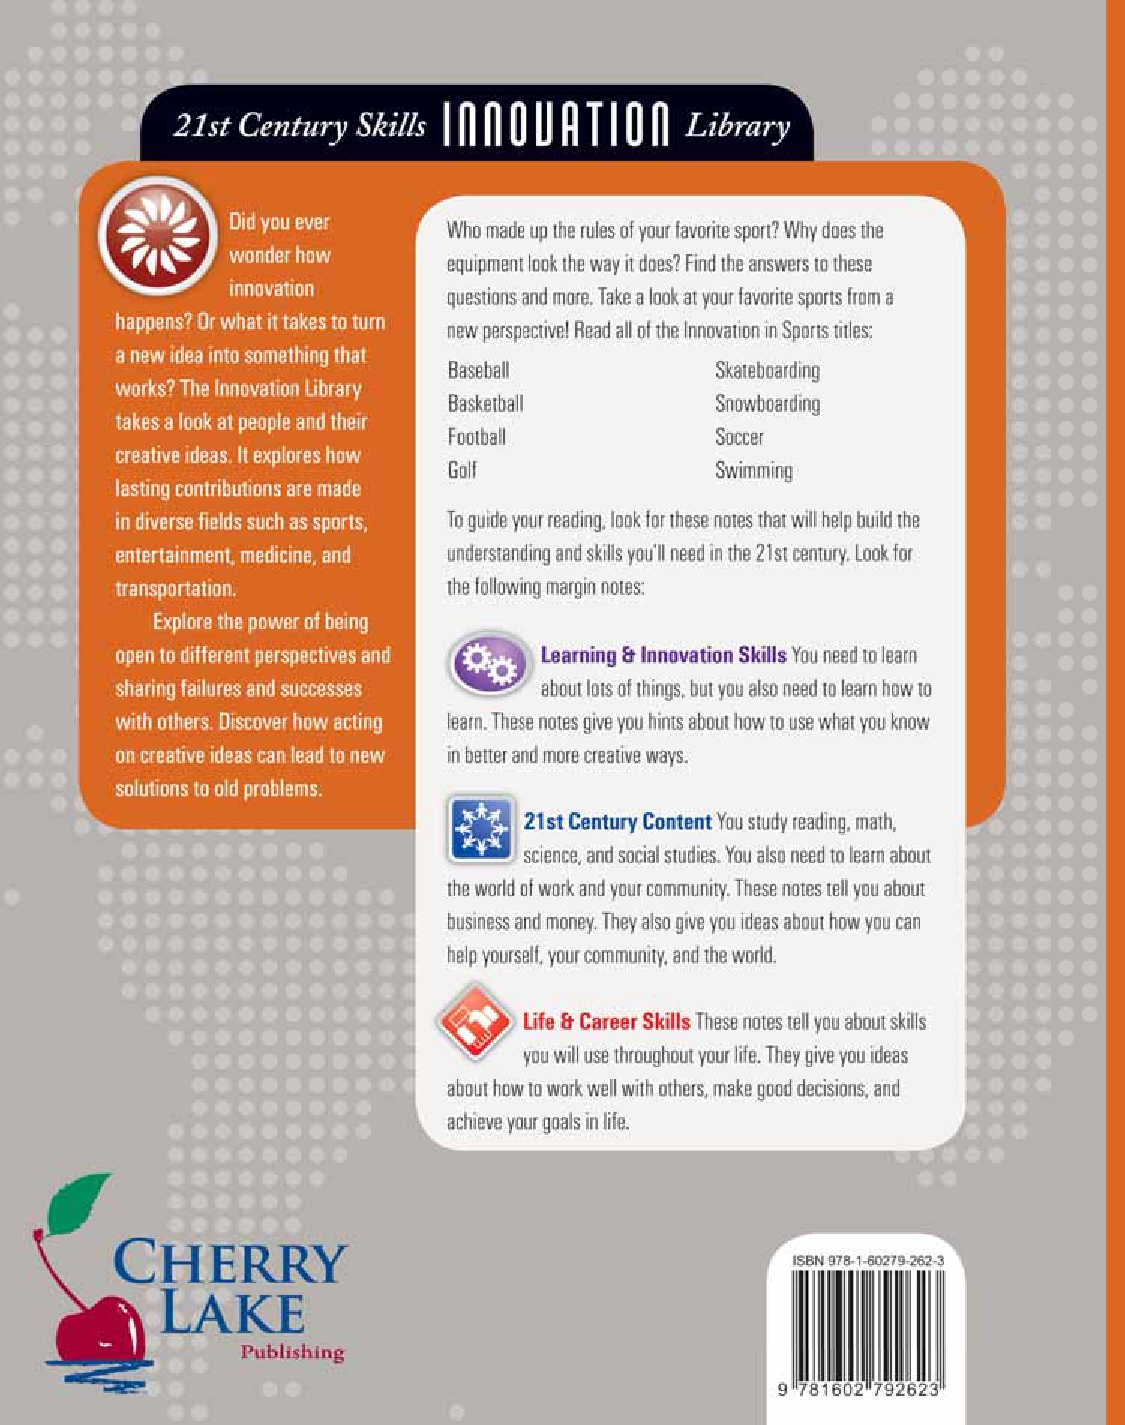 21st Century Skills INNOVATION Library
Did you ever
wonder how
innovation
happens? Or what it takes to turn
a new idea into something that
works? The Innovation Library
takes a look at people and their
creative ideas. It explores how
lasting contributions are made
in diverse fields such as sports,
entertainment, medicine, and
transportation.
Explore the power of being
open to different perspectives and
sharing failures and successes
with others. Discover how acting
on creative ideas can lead to new
solutions to old problems.
Who made up the rules of your favorite sport? Why does the
equipment look the way it does? Find the answers to these
questions and more. Take a look at your favorite sports from a
new perspective! Read all of the Innovation in Sports titles:
Baseball
Basketball
Football
Golf
Skateboarding
Snowboarding
Soccer
Swimming
To guide your reading, look for these notes that will help build the
understanding and skills you'll need in the 21st century. Look for
the following margin notes:
Learning & Innovation Skills You need to learn
about lots of things, but you also need to learn how to
learn. These notes give you hints about how to use what you know
in better and more creative ways.
21st Century Content You study reading, math,
science, and social studies. You also need to learn about
the world of work and your community. These notes tell you about
business and money. They also give you ideas about how you can
help yourself, your community, and the world.
Life & Career Skills These notes tell you about skills
you will use throughout your life. They give you ideas
about how to work well with others, make good decisions, and
achieve your goals in life.
CHERRY
LAKE
Publishing
ISBN 978-1-60279-262-3
9 781602 792623